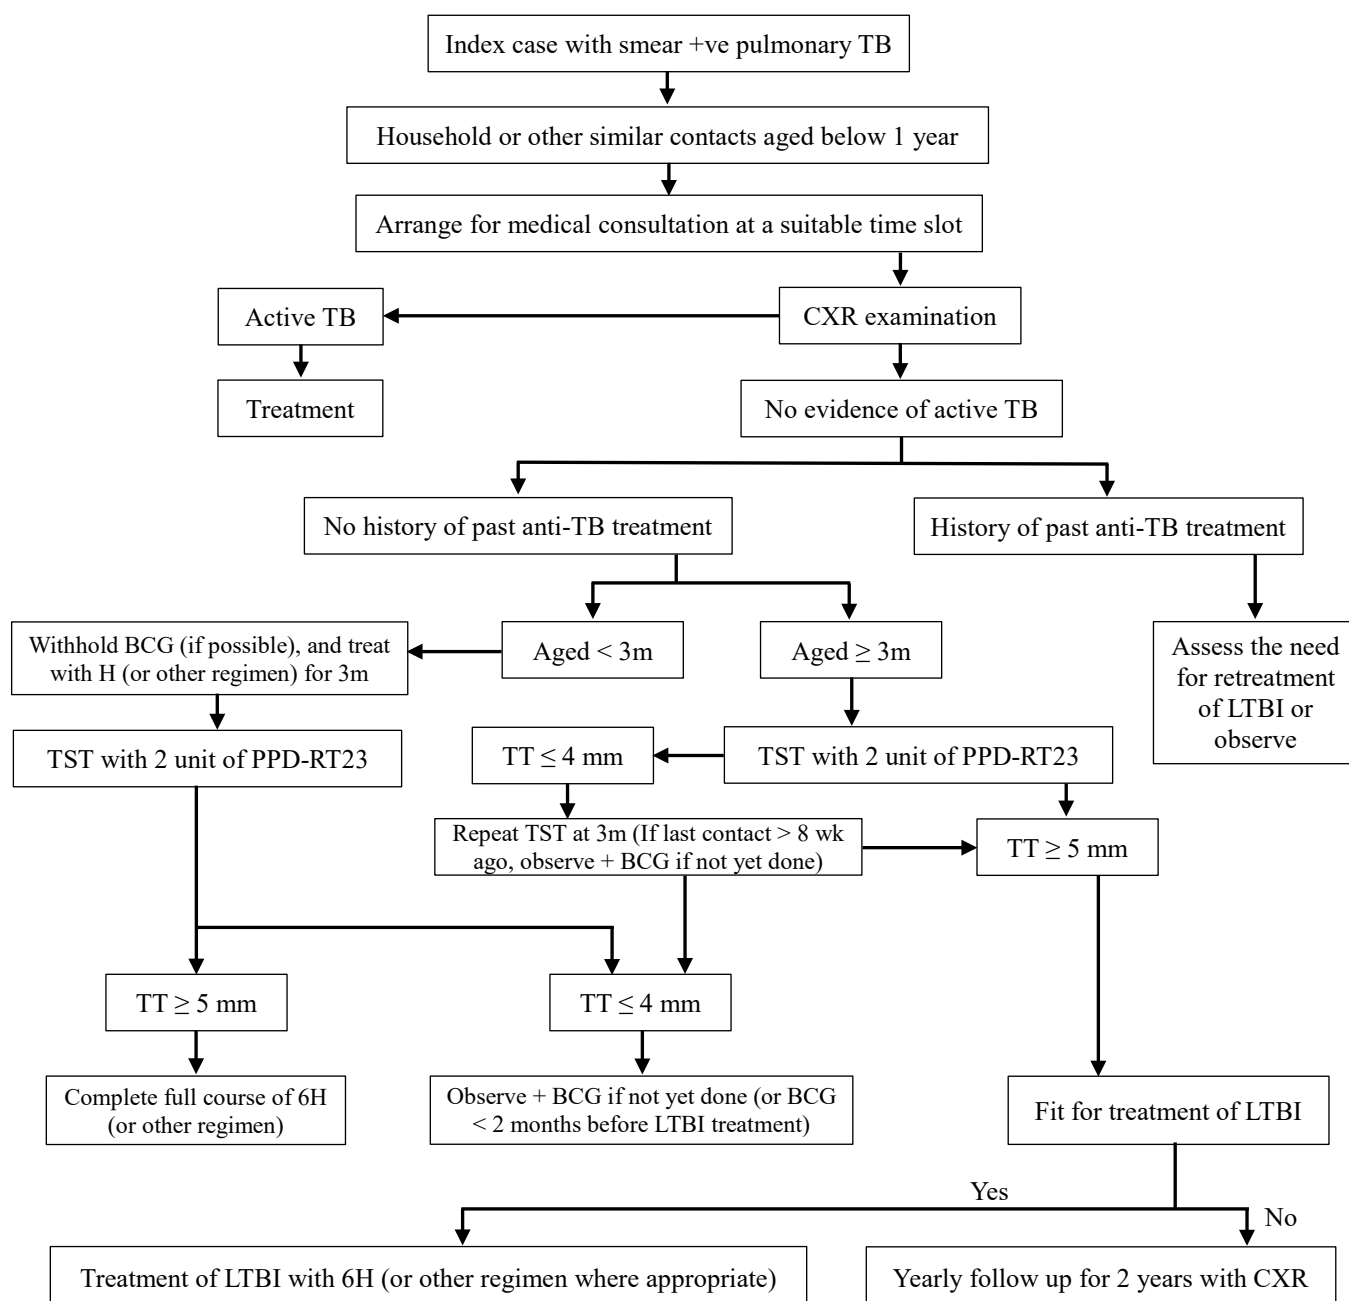 Index case with smear +ve pulmonary TB
Household or other similar contacts aged below 1 year
Arrange for medical consultation at a suitable time slot
Active TB
CXR examination
Treatment
No evidence of active TB
No history of past anti-TB treatment
History of past anti-TB treatment
Withhold BCG (if possible), and treat
with H (or other regimen) for 3m
Aged < 3m
Aged ≥ 3m
Assess the need
for retreatment
of LTBI or
observe
TST with 2 unit of PPD-RT23
TT ≤ 4 mm
TST with 2 unit of PPD-RT23
Repeat TST at 3m (If last contact > 8 wk
ago, observe + BCG if not yet done)
TT ≥ 5 mm
TT ≥ 5 mm
TT ≤ 4 mm
Complete full course of 6H
(or other regimen)
Observe + BCG if not yet done (or BCG
< 2 months before LTBI treatment)
Fit for treatment of LTBI
Yes
No
Treatment of LTBI with 6H (or other regimen where appropriate)
Yearly follow up for 2 years with CXR